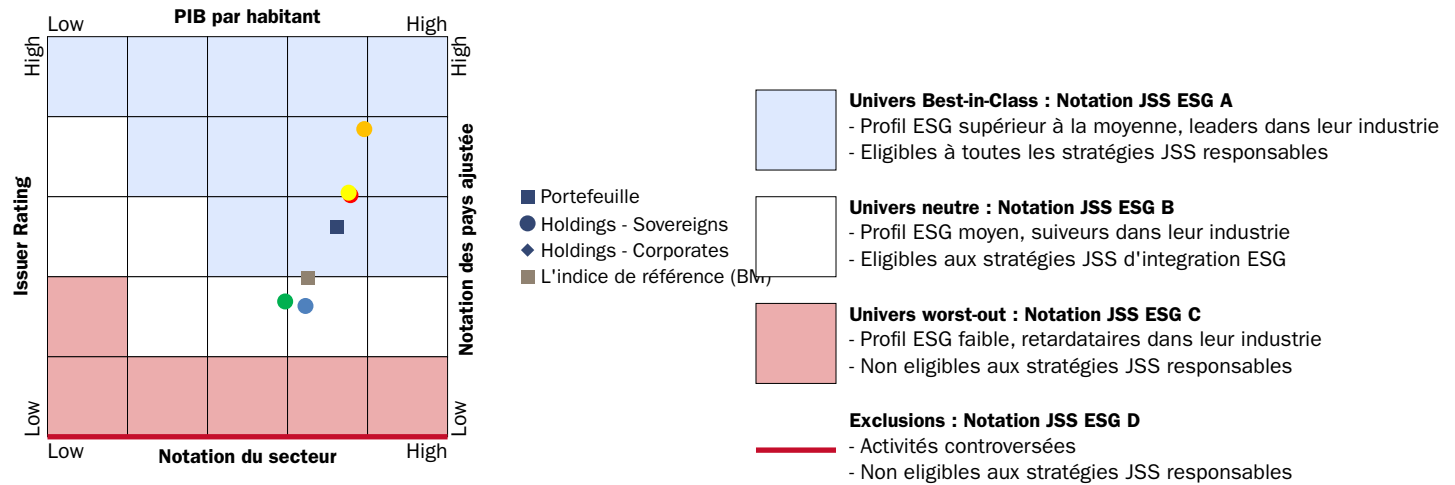 PIB par habitant
Low
High
High
High
Issuer Rating
Notation des pays ajustée
Low
Low
Low
High
Notation du secteur
Portefeuille
Holdings - Sovereigns
Holdings - Corporates
L'indice de référence (BM)
Univers Best-in-Class : Notation JSS ESG A
- Profil ESG supérieur à la moyenne, leaders dans leur industrie
- Eligibles à toutes les stratégies JSS responsables
Univers neutre : Notation JSS ESG B
- Profil ESG moyen, suiveurs dans leur industrie
- Eligibles aux stratégies JSS d'integration ESG
Univers worst-out : Notation JSS ESG C
- Profil ESG faible, retardataires dans leur industrie
- Non eligibles aux stratégies JSS responsables
Exclusions : Notation JSS ESG D
- Activités controversées
- Non eligibles aux stratégies JSS responsables